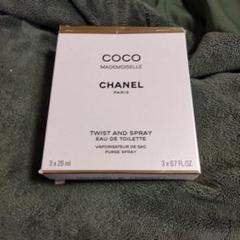 COCO
MADEMOISELLE
CHANEL
PARIS
TWIST AND SPRAY
EAU DE TOILETTE
VAPORISATEUR DE SAC
PURSE SPRAY
3 x 20 ml
3 x 0.7 FL. OZ.